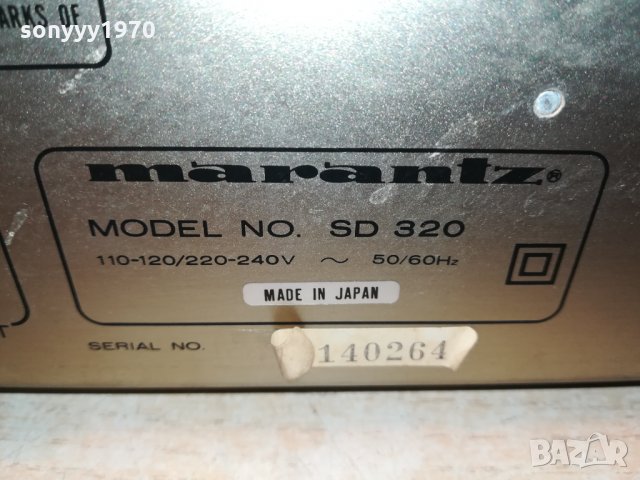 sonyyy1970
ARKS OF
marantz®
MODEL NO. SD 320
110-120/220-240V ~ 50/60Hz
MADE IN JAPAN
T
SERIAL NO. 140264
BAZAR